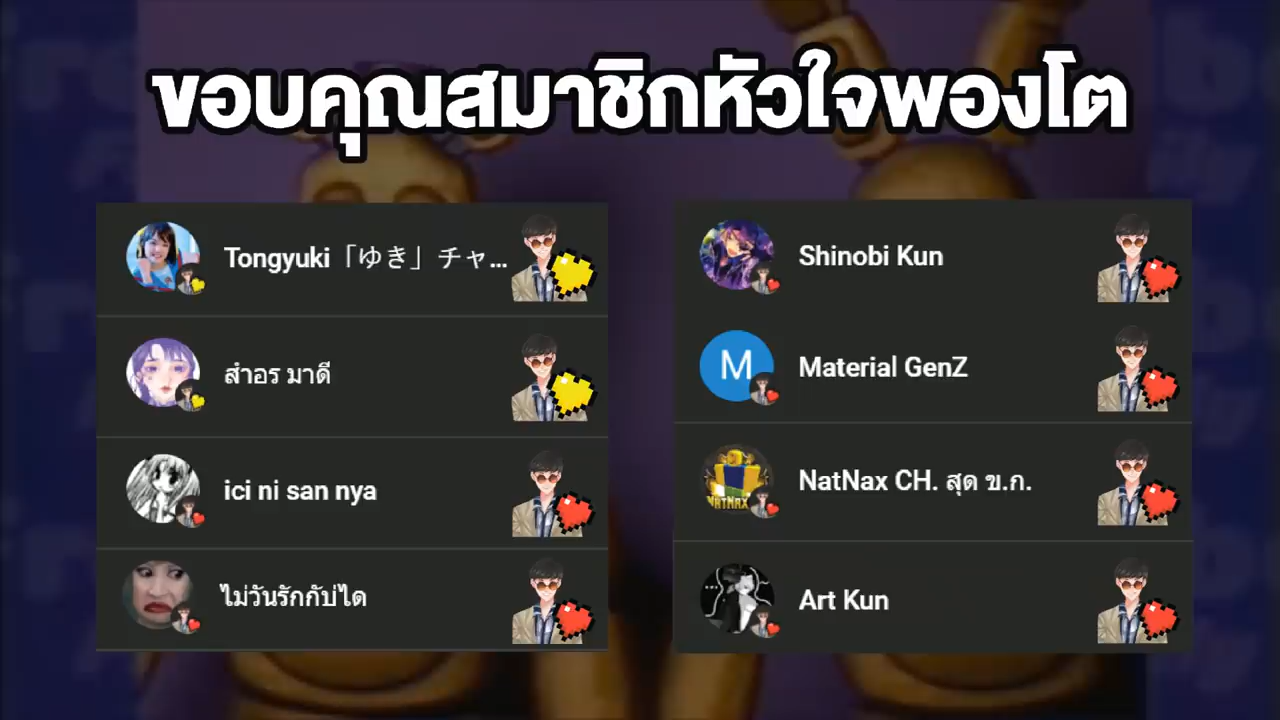 ขอบคุณสมาชิกหัวใจพองโต
Tongyuki「ゆき」チャ...
สำอร มาดี
ici ni san nya
ไม่วันรักกับได
Shinobi Kun
M
Material GenZ
NatNax CH. สุด ข.ก.
NATNAX
Art Kun